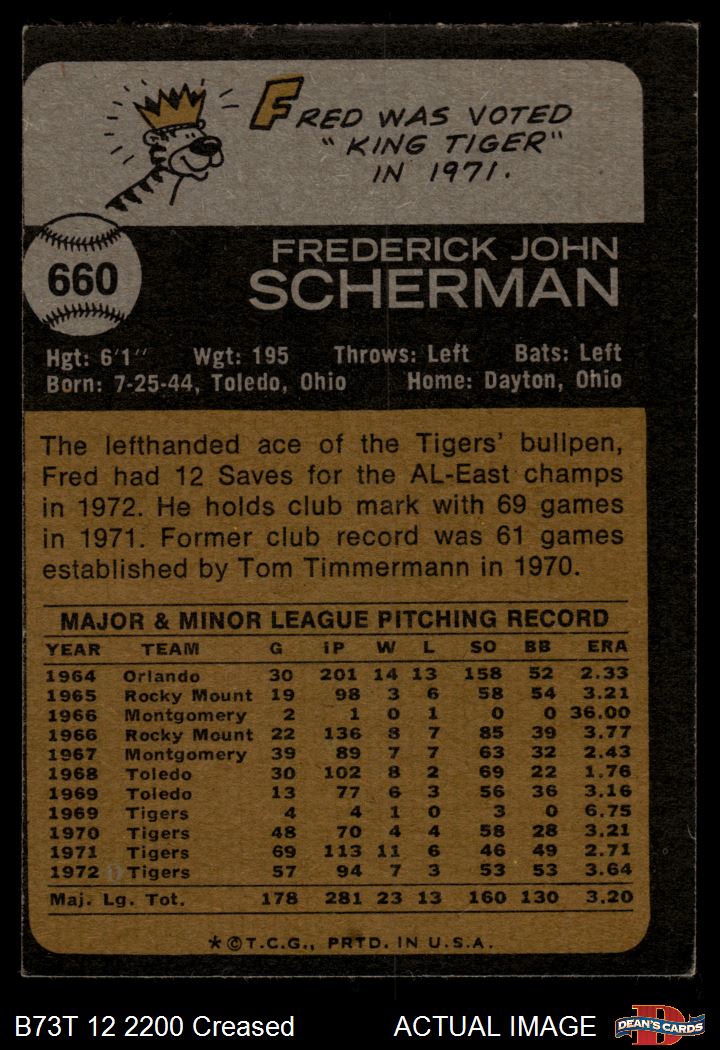 FRED WAS VOTED
"KING TIGER"
IN 1971.
660
FREDERICK JOHN
SCHERMAN
Hgt: 6'1" Wgt: 195 Throws: Left Bats: Left
Born: 7-25-44, Toledo, Ohio Home: Dayton, Ohio
The lefthanded ace of the Tigers' bullpen,
Fred had 12 Saves for the AL-East champs
in 1972. He holds club mark with 69 games
in 1971. Former club record was 61 games
established by Tom Timmermann in 1970.
MAJOR & MINOR LEAGUE PITCHING RECORD
YEAR TEAM G IP W L SO BB ERA
1964 Orlando 30 201 14 13 158 52 2.33
1965 Rocky Mount 19 98 3 6 58 54 3.21
1966 Montgomery 2 1 0 1 0 0 36.00
1966 Rocky Mount 22 136 8 7 85 39 3.77
1967 Montgomery 39 89 7 7 63 32 2.43
1968 Toledo 30 102 8 2 69 22 1.76
1969 Toledo 13 77 6 3 56 36 3.16
1969 Tigers 4 4 1 0 3 0 6.75
1970 Tigers 48 70 4 4 58 28 3.21
1971 Tigers 69 113 11 6 46 49 2.71
1972 Tigers 57 94 7 3 53 53 3.64
Maj. Lg. Tot. 178 281 23 13 160 130 3.20
*©T.C.G., PRTD. IN U.S.A.
B73T 12 2200 Creased ACTUAL IMAGE DEAN'S CARDS